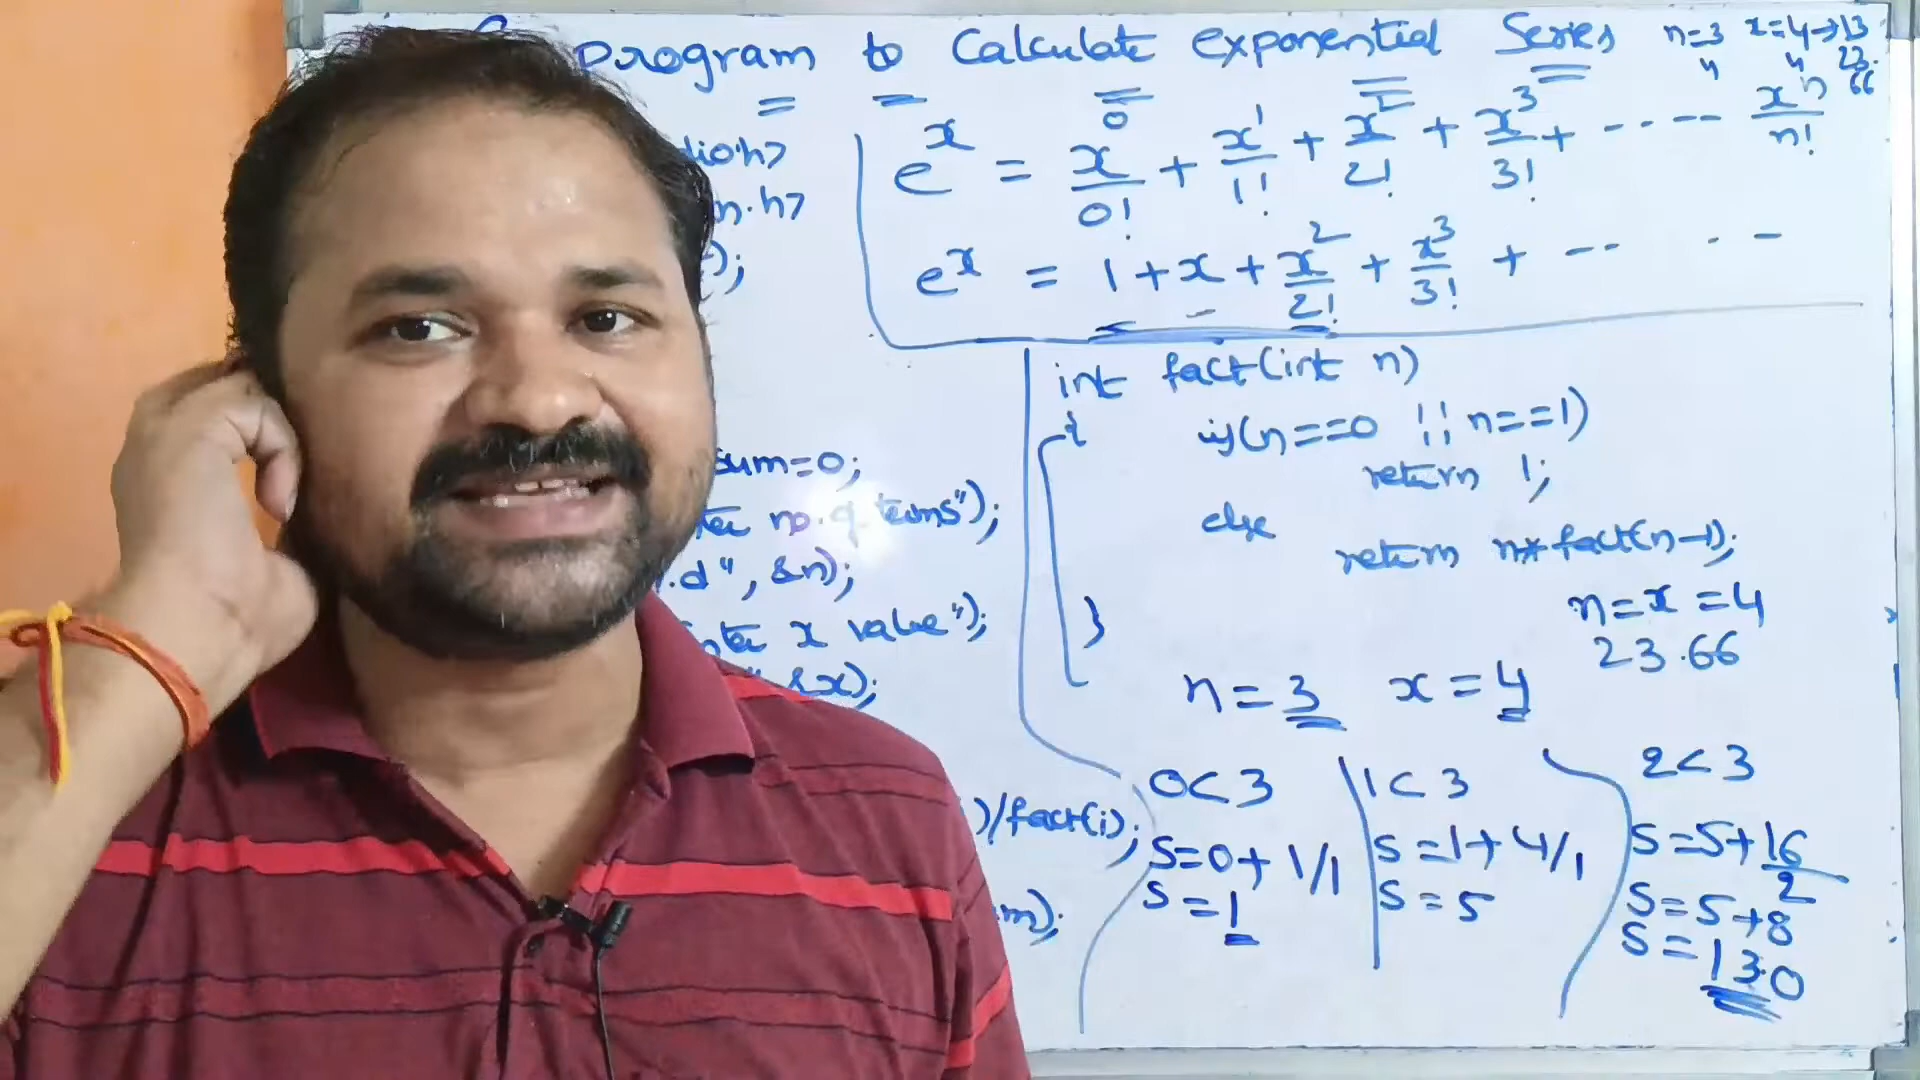 program to Calculate exponential Series n=3 x=4→13
4 4 23.
66
e^x = x^0/0! + x^1/1! + x^2/2! + x^3/3! + ---- x^n/n!
e^x = 1 + x + x^2/2! + x^3/3! + -- - -
dio.h>
h.h>
);
sum=0;
ter no. of terms");
.d", &n);
nter x value");
", &x);
)/fact(i);
m);
int fact(int n)
{
if(n==0 || n==1)
return 1;
else
return n*fact(n-1);
}
n=x=4
23.66
n = 3 x = 4
0<3
S=0+1/1
S=1
1<3
S=1+4/1
S=5
2<3
S=5+16/2
S=5+8
S=13.0